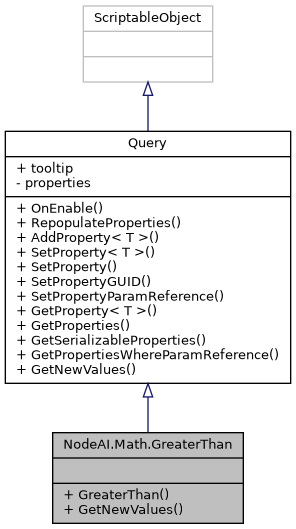 ScriptableObject
Query
+ tooltip
- properties
+ OnEnable()
+ RepopulateProperties()
+ AddProperty< T >()
+ SetProperty< T >()
+ SetProperty()
+ SetPropertyGUID()
+ SetPropertyParamReference()
+ GetProperty< T >()
+ GetProperties()
+ GetSerializableProperties()
+ GetPropertiesWhereParamReference()
+ GetNewValues()
NodeAI.Math.GreaterThan
+ GreaterThan()
+ GetNewValues()